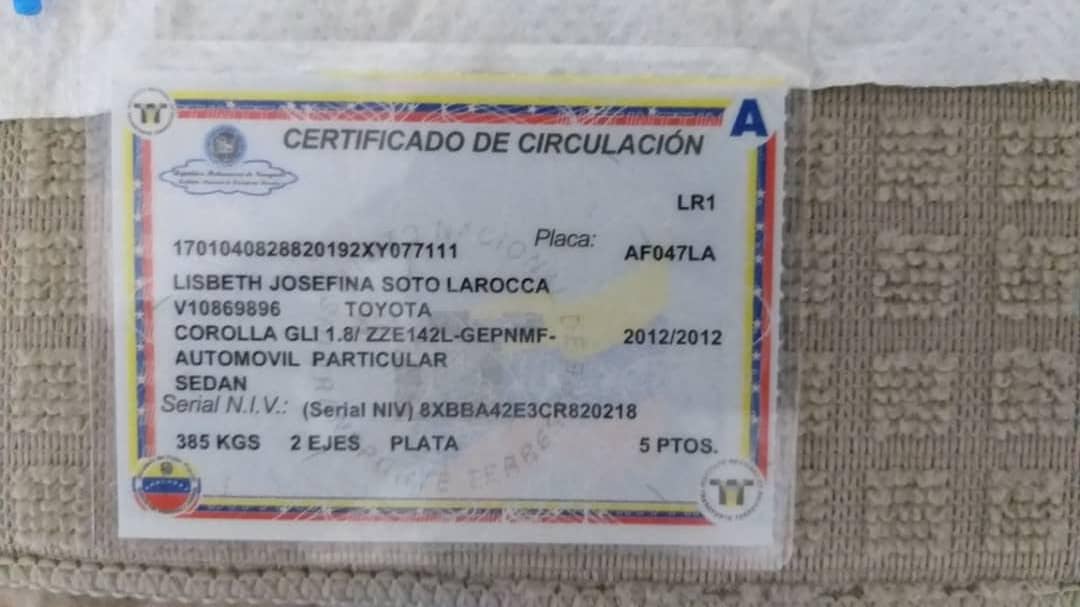 A
CERTIFICADO DE CIRCULACIÓN
LR1
1701040828820192XY077111 Placa: AF047LA
LISBETH JOSEFINA SOTO LAROCCA
V10869896 TOYOTA
COROLLA GLI 1.8/ ZZE142L-GEPNMF- 2012/2012
AUTOMOVIL PARTICULAR
SEDAN
Serial N.I.V.: (Serial NIV) 8XBBA42E3CR820218
385 KGS 2 EJES PLATA 5 PTOS.